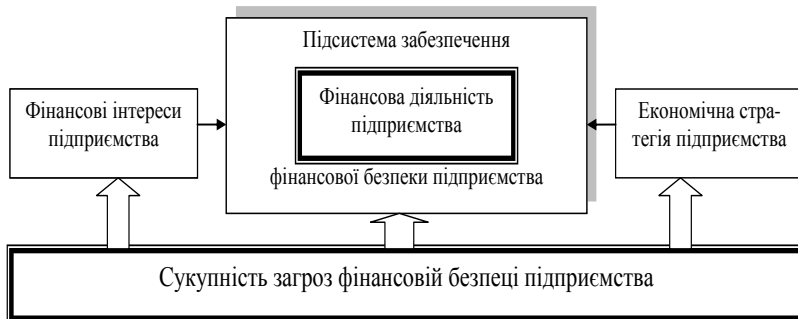 Підсистема забезпечення
Фінансова діяльність
підприємства
фінансової безпеки підприємства
Фінансові інтереси
підприємства
Економічна стра-
тегія підприємства
Сукупність загроз фінансовій безпеці підприємства